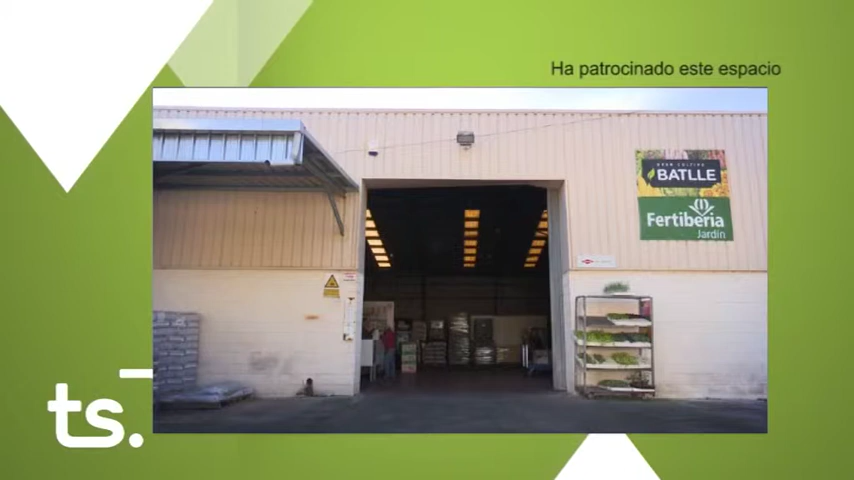 Ha patrocinado este espacio
BATLLE
Fertiberia
Jardín
ts.